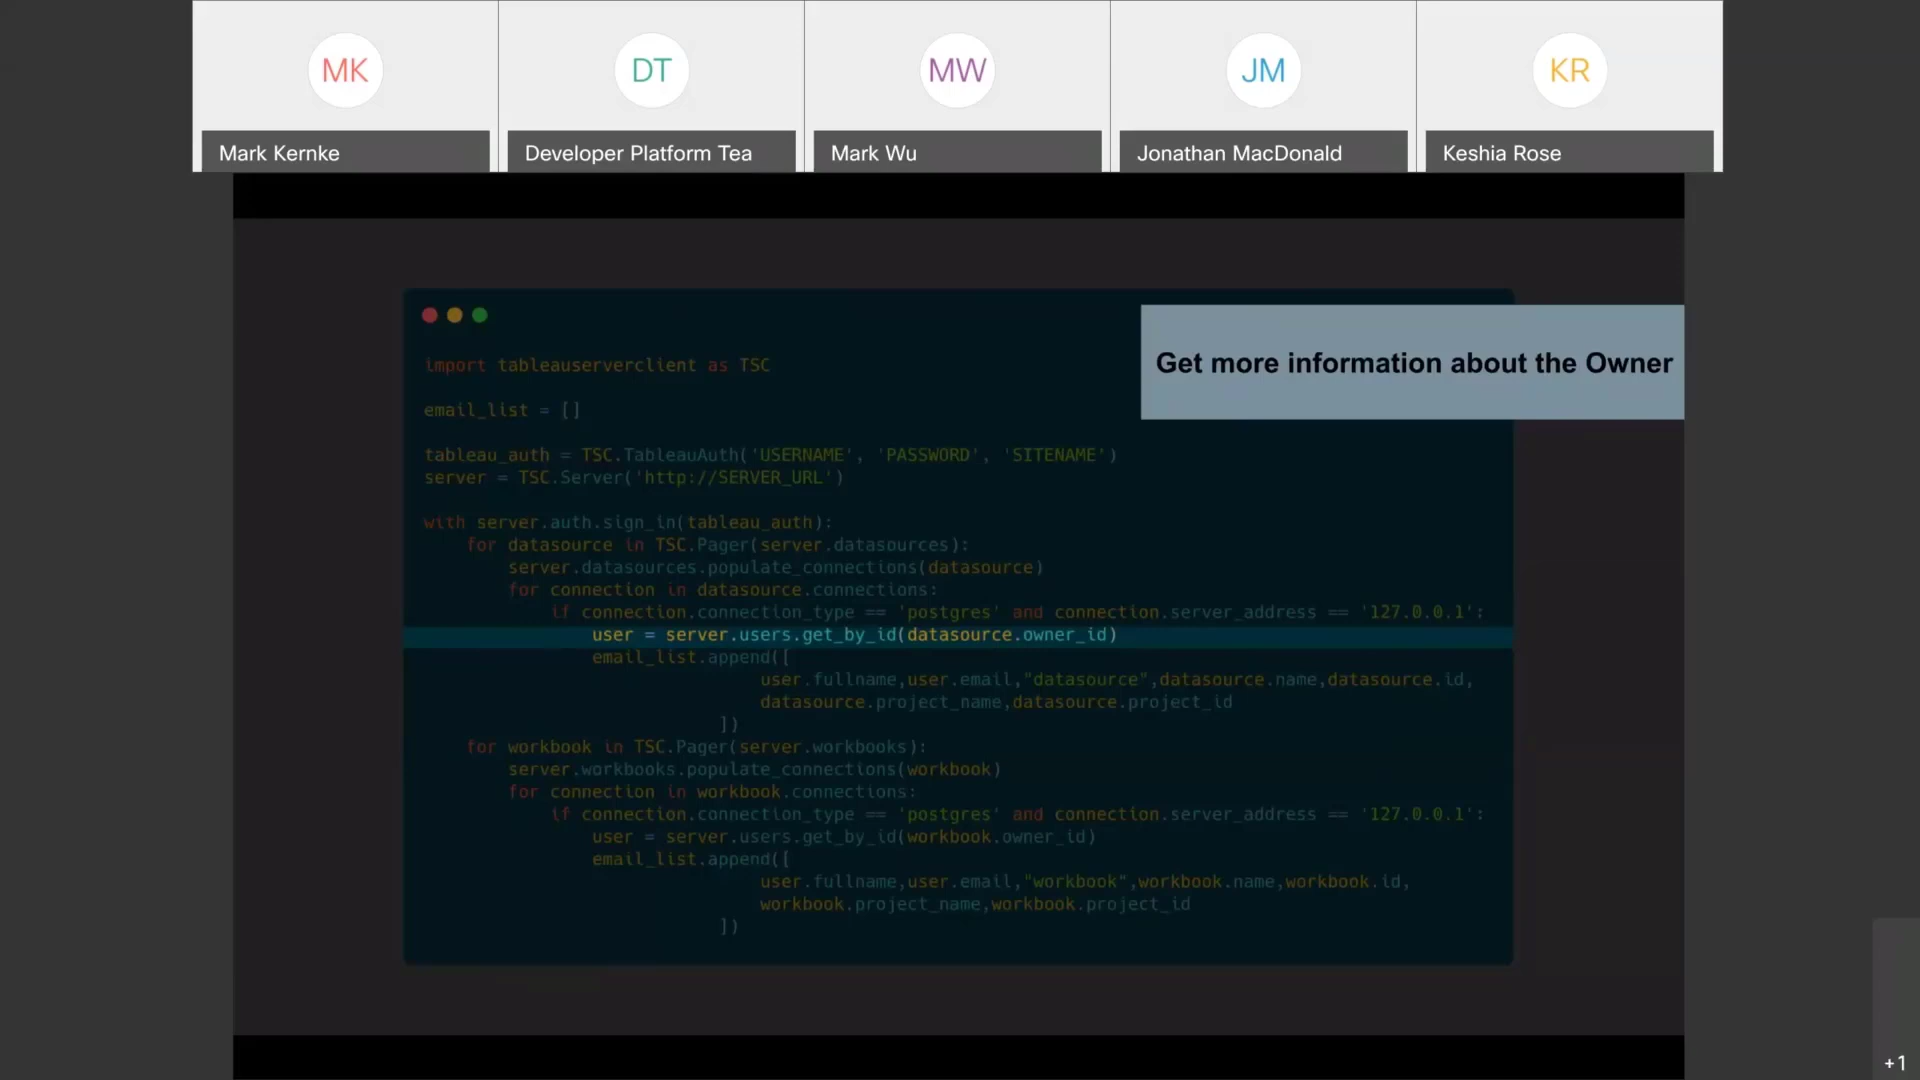 MK
DT
MW
JM
KR
Mark Kernke
Developer Platform Tea
Mark Wu
Jonathan MacDonald
Keshia Rose
Get more information about the Owner
import tableauserverclient as TSC
email_list = []
tableau_auth = TSC.TableauAuth('USERNAME', 'PASSWORD', 'SITENAME')
server = TSC.Server('http://SERVER_URL')
with server.auth.sign_in(tableau_auth):
    for datasource in TSC.Pager(server.datasources):
        server.datasources.populate_connections(datasource)
        for connection in datasource.connections:
            if connection.connection_type == 'postgres' and connection.server_address == '127.0.0.1':
                user = server.users.get_by_id(datasource.owner_id)
                email_list.append([
                                user.fullname,user.email,"datasource",datasource.name,datasource.id,
                                datasource.project_name,datasource.project_id
                            ])
    for workbook in TSC.Pager(server.workbooks):
        server.workbooks.populate_connections(workbook)
        for connection in workbook.connections:
            if connection.connection_type == 'postgres' and connection.server_address == '127.0.0.1':
                user = server.users.get_by_id(workbook.owner_id)
                email_list.append([
                                user.fullname,user.email,"workbook",workbook.name,workbook.id,
                                workbook.project_name,workbook.project_id
                            ])
+1